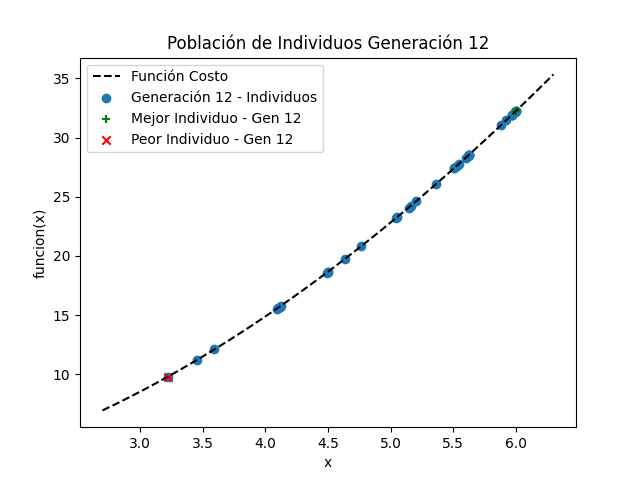 Población de Individuos Generación 12
Función Costo
Generación 12 - Individuos
Mejor Individuo - Gen 12
Peor Individuo - Gen 12
35
30
25
20
15
10
funcion(x)
3.0 3.5 4.0 4.5 5.0 5.5 6.0
x